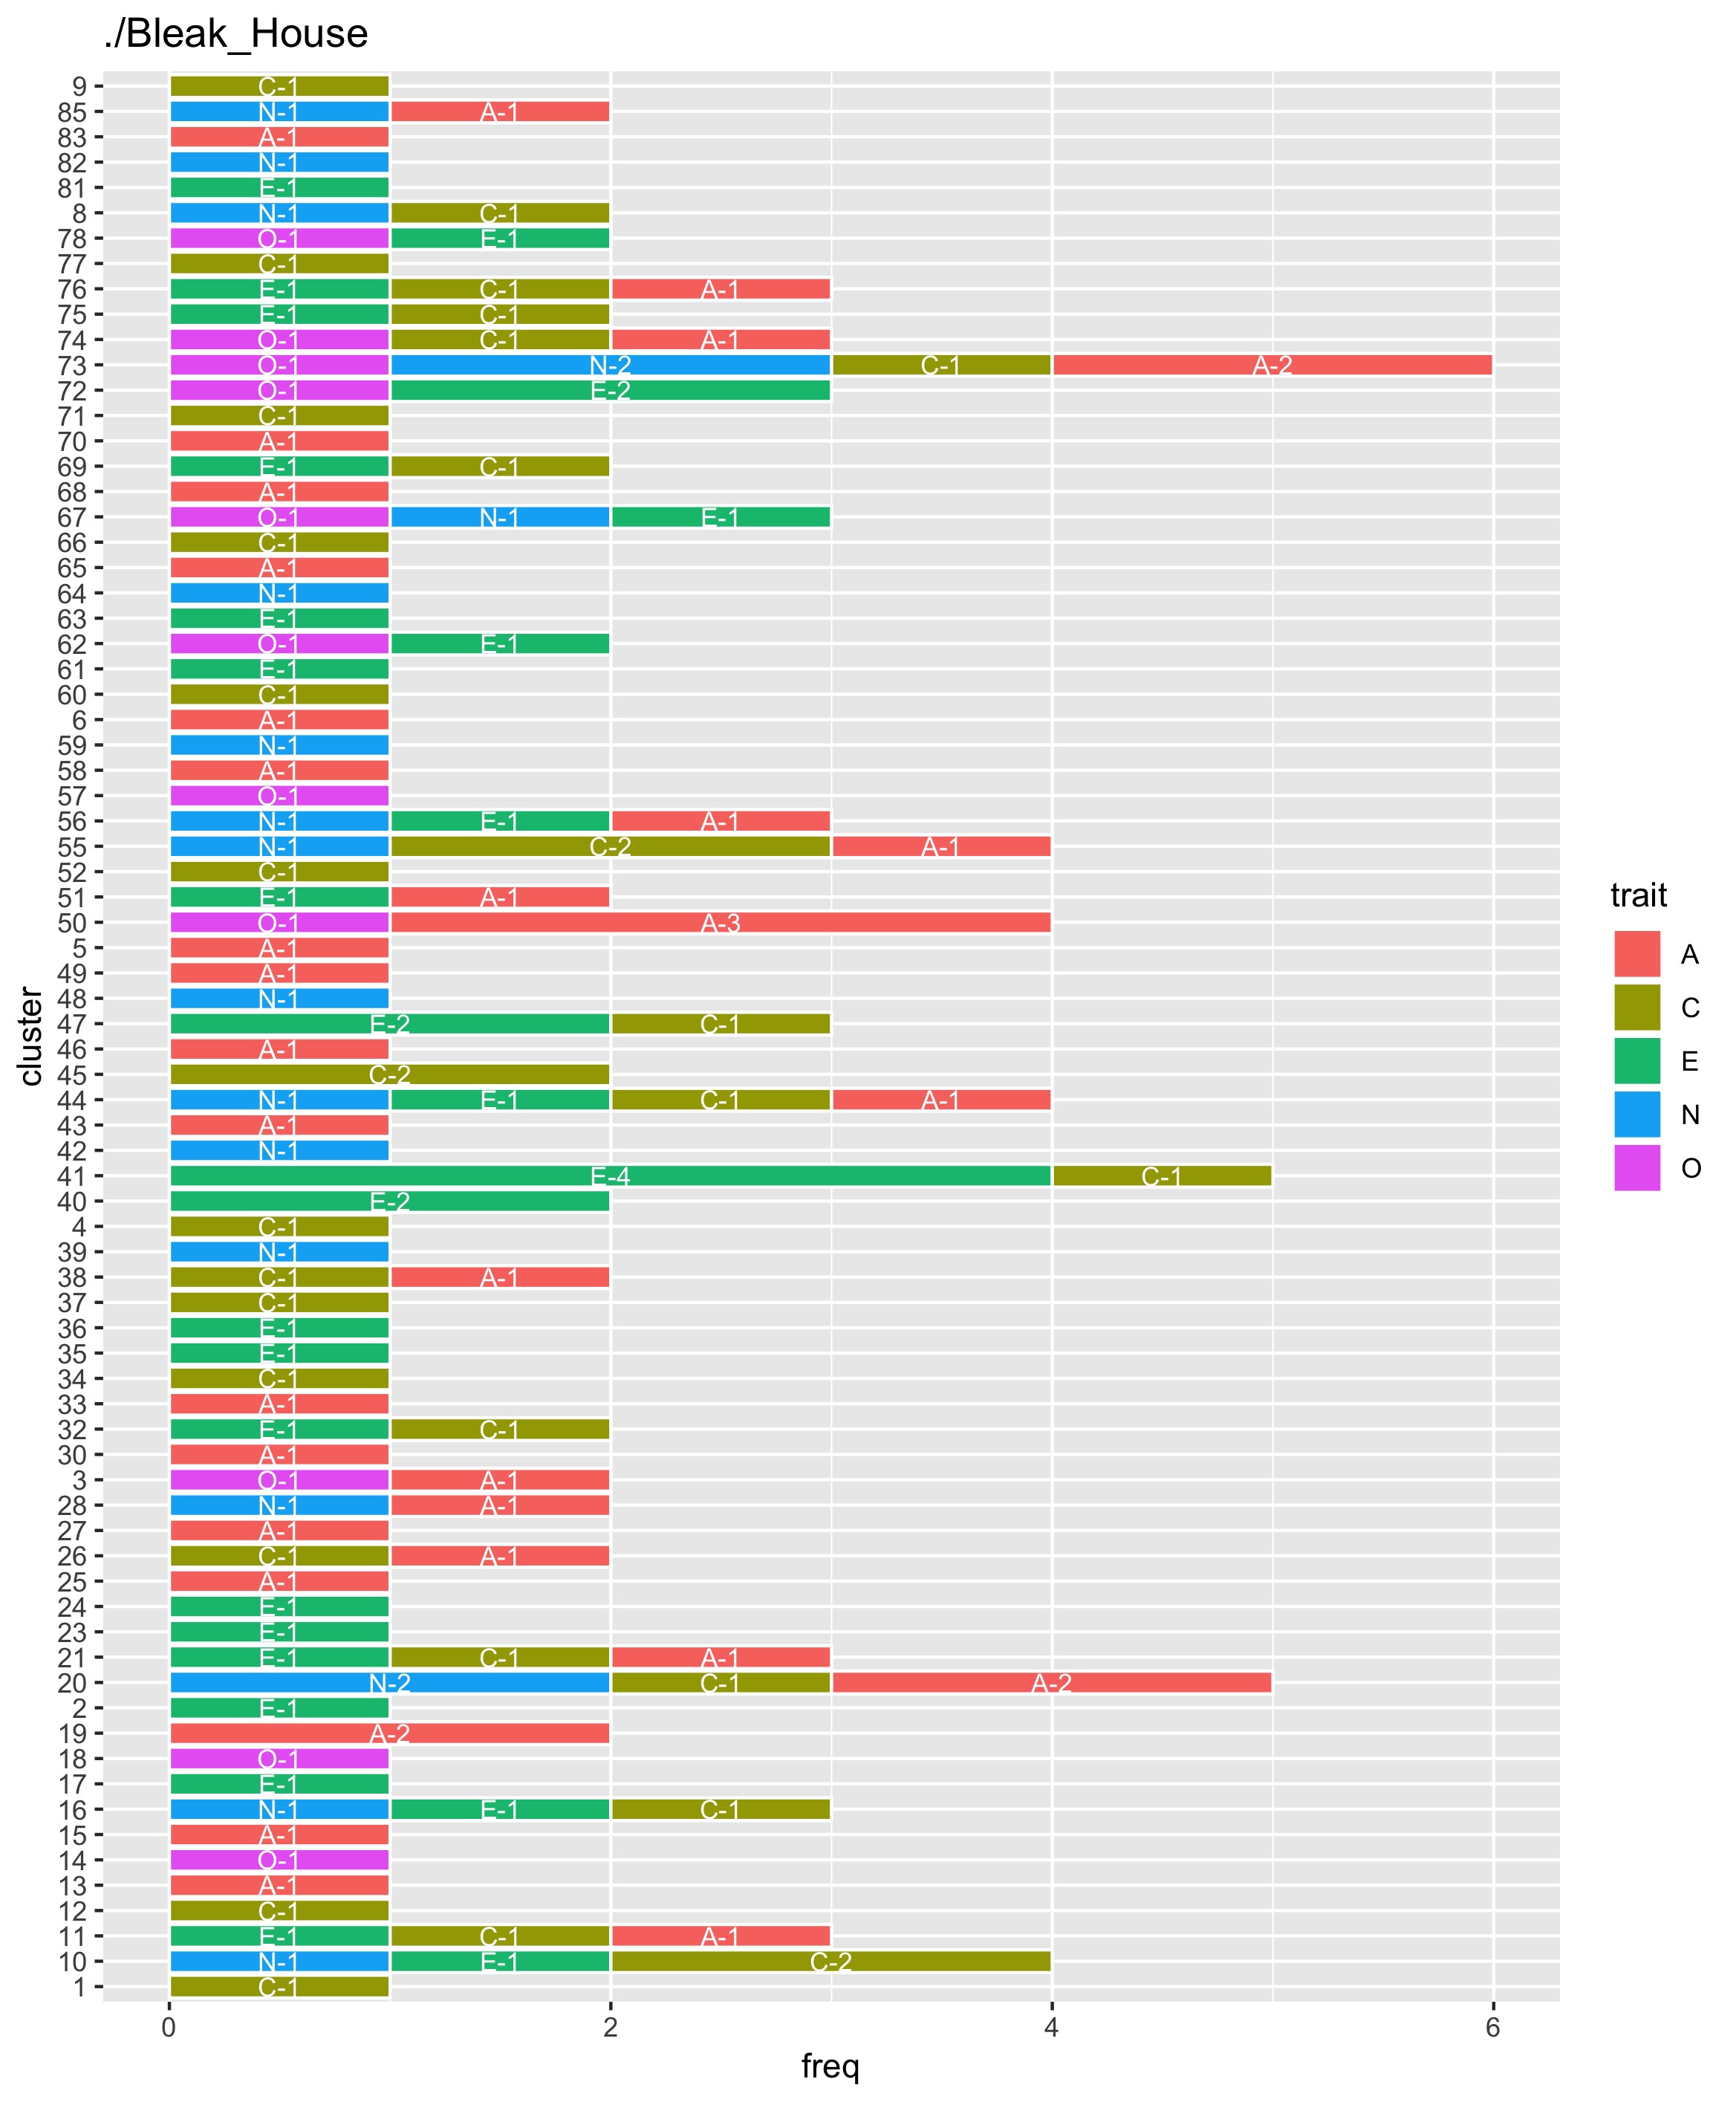 ./Bleak_House
9 C-1
85 N-1 A-1
83 A-1
82 N-1
81 E-1
8 N-1 C-1
78 O-1 E-1
77 C-1
76 E-1 C-1 A-1
75 E-1 C-1
74 O-1 C-1 A-1
73 O-1 N-2 C-1 A-2
72 O-1 E-2
71 C-1
70 A-1
69 E-1 C-1
68 A-1
67 O-1 N-1 E-1
66 C-1
65 A-1
64 N-1
63 E-1
62 O-1 E-1
61 E-1
60 C-1
6 A-1
59 N-1
58 A-1
57 O-1
56 N-1 E-1 A-1
55 N-1 C-2 A-1
52 C-1
51 E-1 A-1
50 O-1 A-3
5 A-1
49 A-1
48 N-1
47 E-2 C-1
46 A-1
45 C-2
44 N-1 E-1 C-1 A-1
43 A-1
42 N-1
41 E-4 C-1
40 E-2
4 C-1
39 N-1
38 C-1 A-1
37 C-1
36 E-1
35 E-1
34 C-1
33 A-1
32 E-1 C-1
30 A-1
3 O-1 A-1
28 N-1 A-1
27 A-1
26 C-1 A-1
25 A-1
24 E-1
23 E-1
21 E-1 C-1 A-1
20 N-2 C-1 A-2
2 E-1
19 A-2
18 O-1
17 E-1
16 N-1 E-1 C-1
15 A-1
14 O-1
13 A-1
12 C-1
11 E-1 C-1 A-1
10 N-1 E-1 C-2
1 C-1
0 2 4 6
freq
cluster
trait
A
C
E
N
O